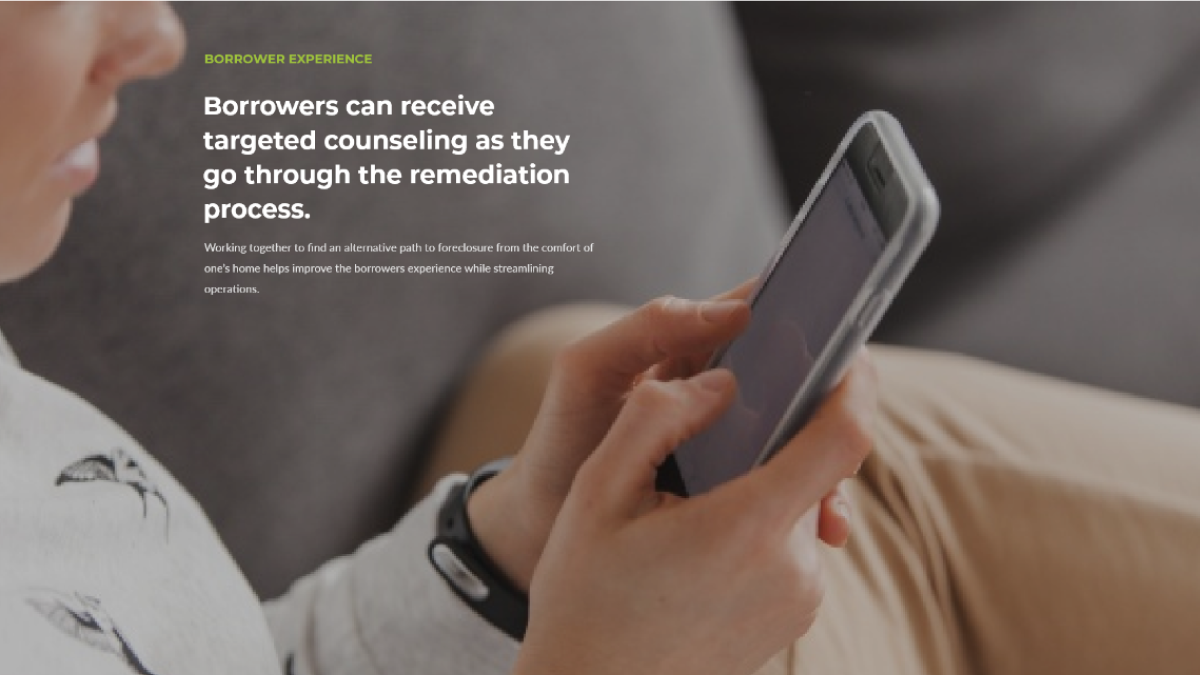 BORROWER EXPERIENCE
Borrowers can receive
targeted counseling as they
go through the remediation
process.
Working together to find an alternative path to foreclosure from the comfort of
one's home helps improve the borrowers experience while streamlining
operations.